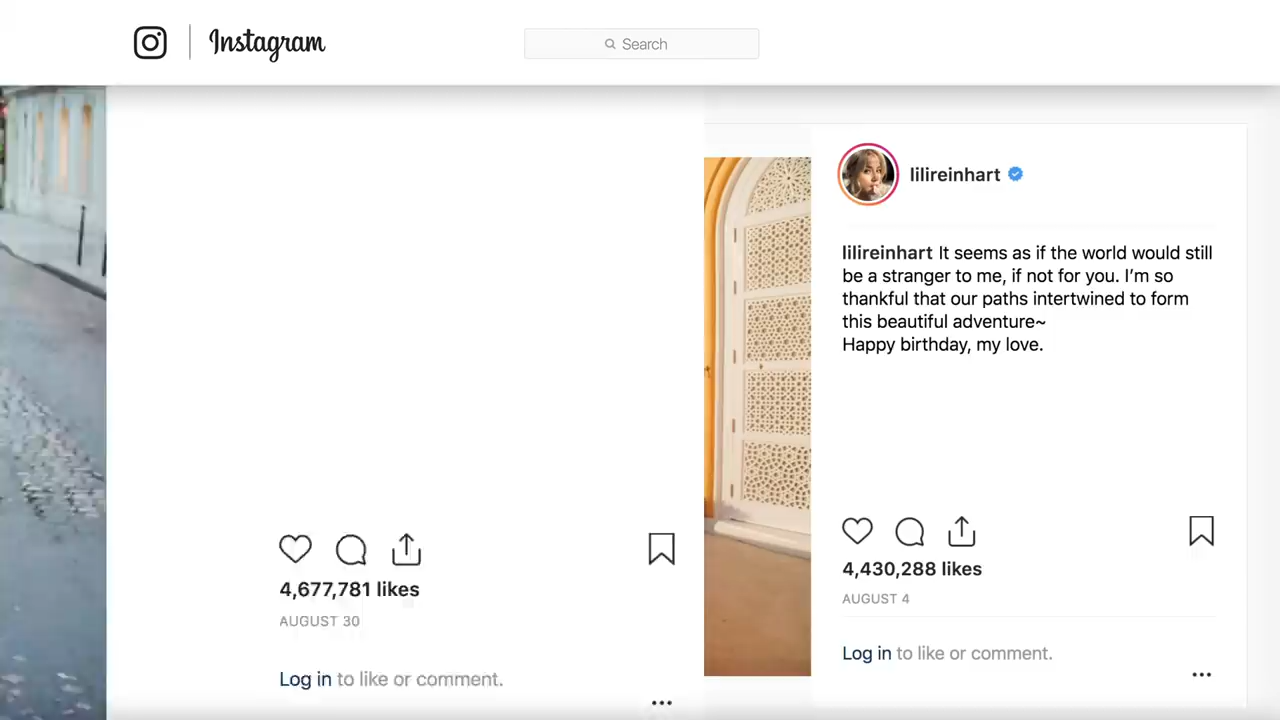 Instagram
Search
4,677,781 likes
AUGUST 30
Log in to like or comment.
lilireinhart
lilireinhart It seems as if the world would still
be a stranger to me, if not for you. I’m so
thankful that our paths intertwined to form
this beautiful adventure~
Happy birthday, my love.
4,430,288 likes
AUGUST 4
Log in to like or comment.